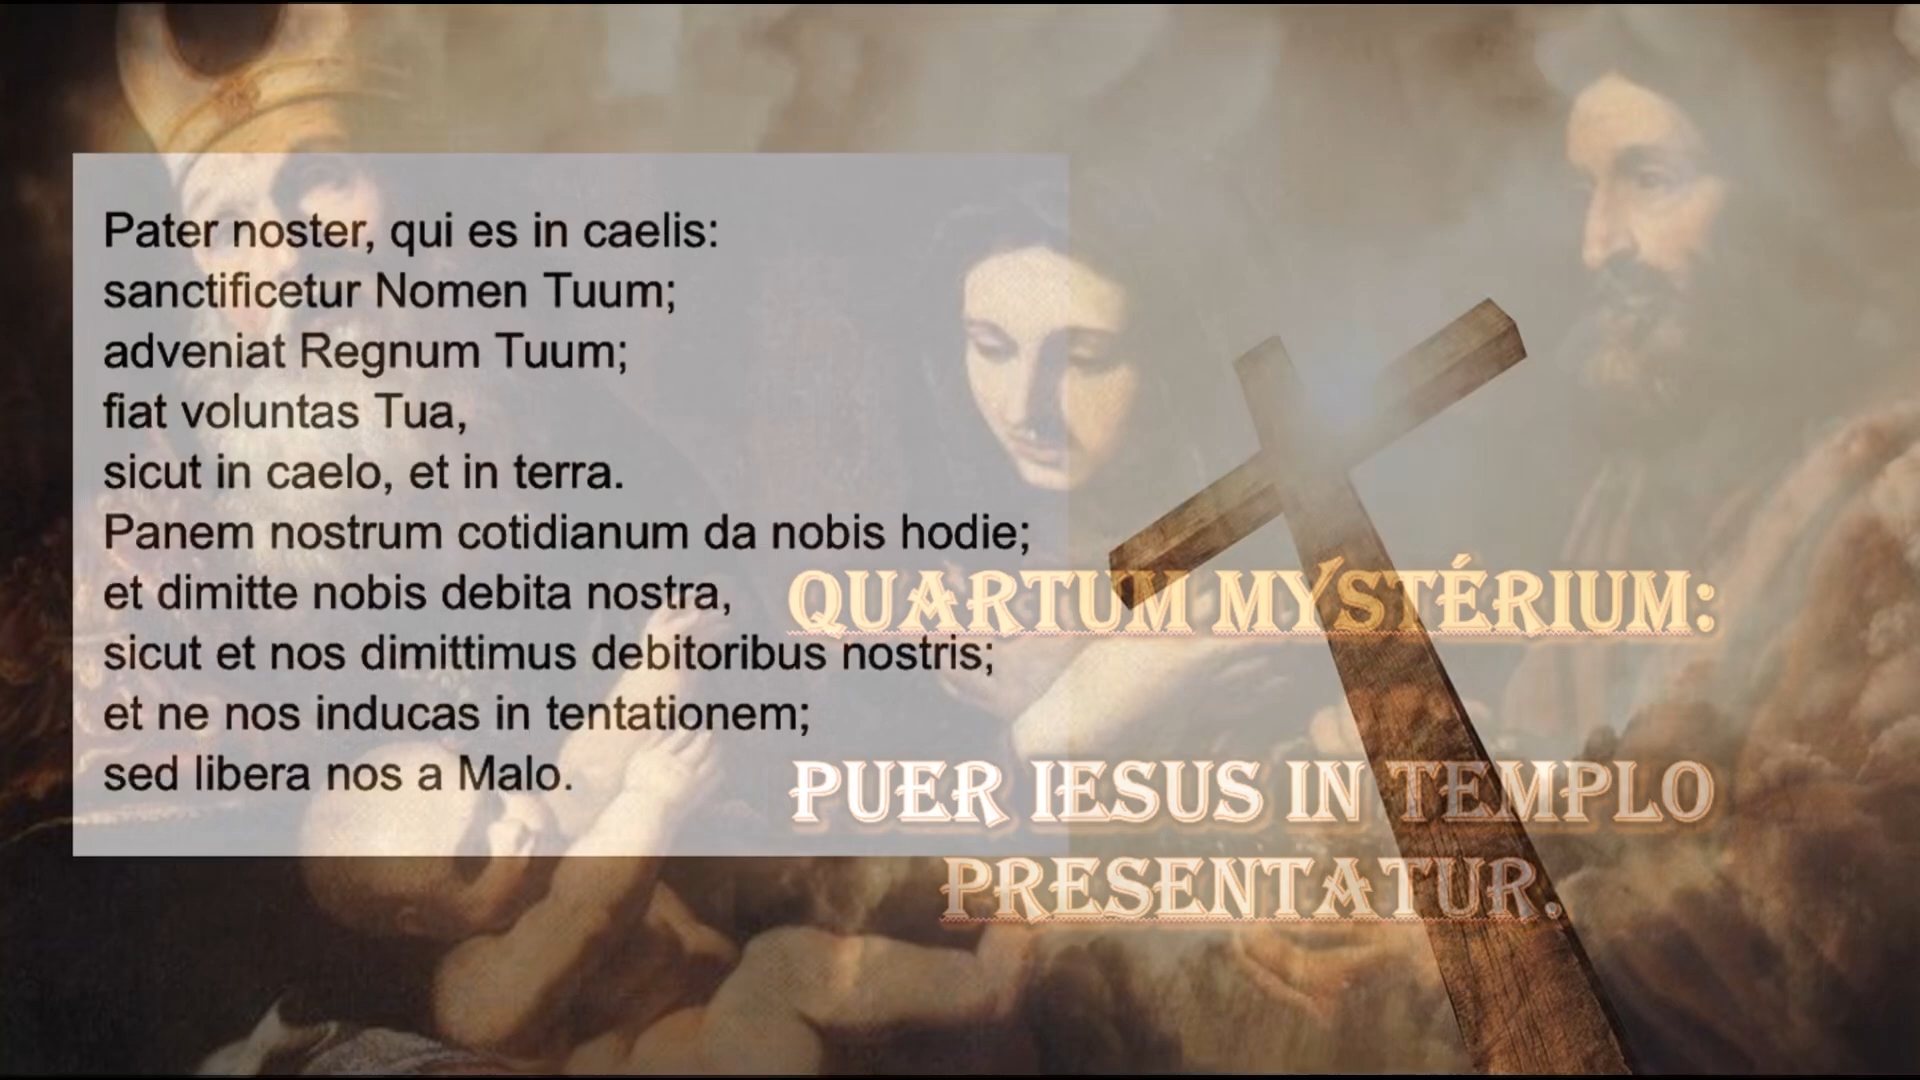 Pater noster, qui es in caelis:
sanctificetur Nomen Tuum;
adveniat Regnum Tuum;
fiat voluntas Tua,
sicut in caelo, et in terra.
Panem nostrum cotidianum da nobis hodie;
et dimitte nobis debita nostra,
sicut et nos dimittimus debitoribus nostris;
et ne nos inducas in tentationem;
sed libera nos a Malo.
QUARTUM MYSTÉRIUM:
PUER IESUS IN TEMPLO
PRESENTATUR.